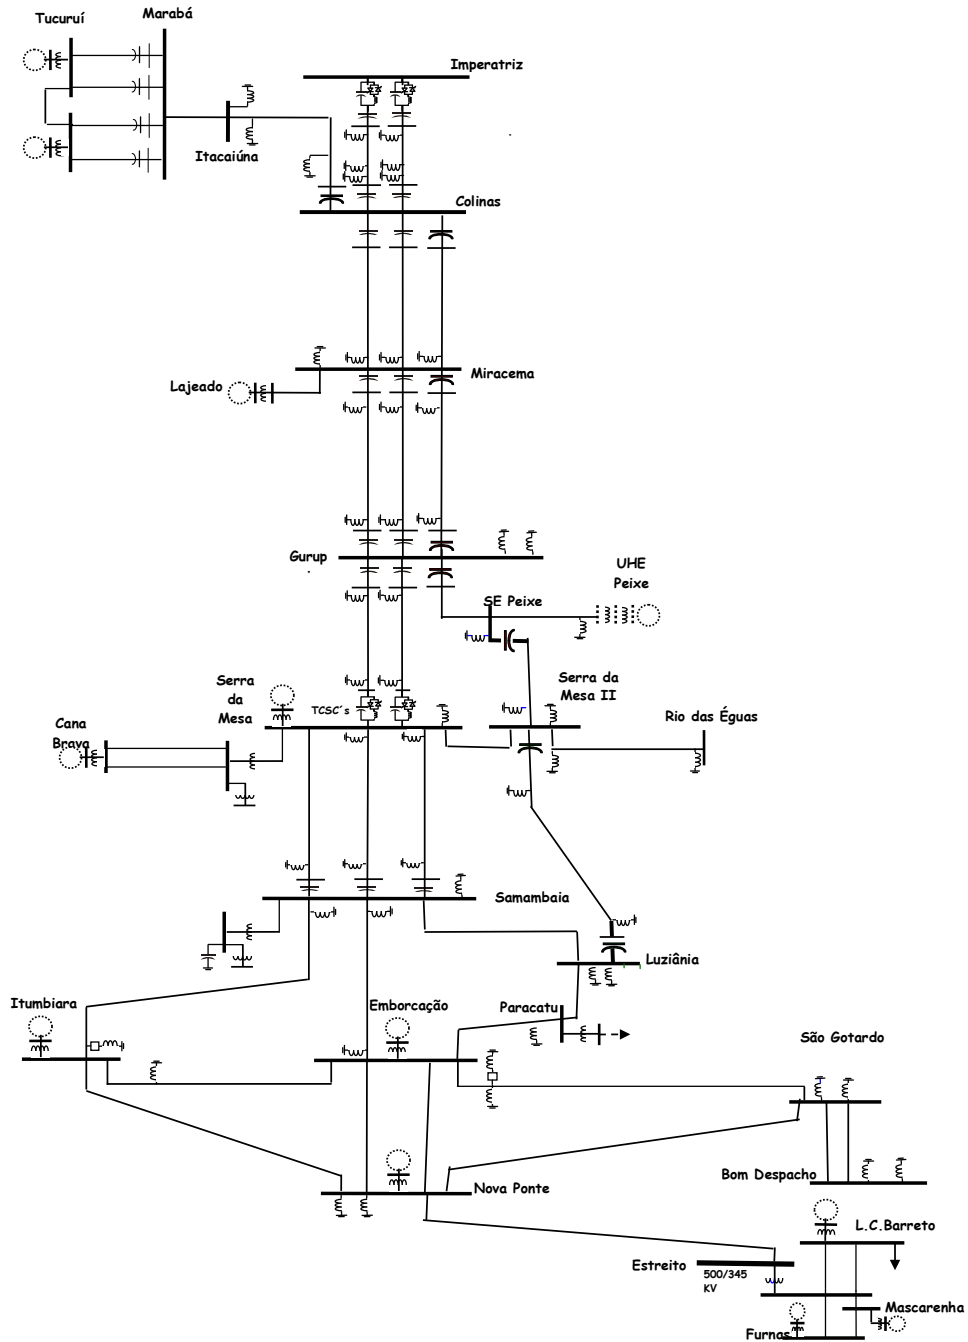 Tucuruí
Marabá
Imperatriz
Itacaiúna
Colinas
Miracema
Lajeado
Gurup
UHE
Peixe
SE Peixe
Serra da
Mesa II
Serra
da
Mesa
TCSC´s
Rio das Éguas
Cana
Brava
Samambaia
Luziânia
Itumbiara
Emborcação
Paracatu
São Gotardo
Bom Despacho
Nova Ponte
L.C.Barreto
Estreito
500/345
KV
Mascarenha
Furnas